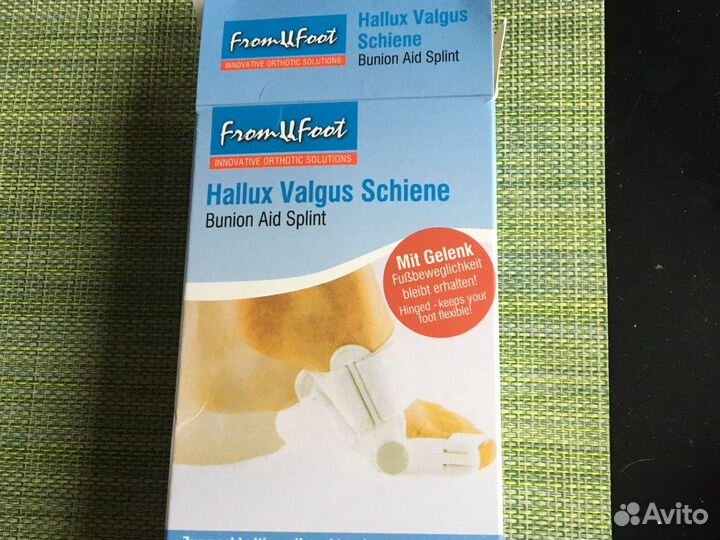 FromUFoot
INNOVATIVE ORTHOTIC SOLUTIONS
Hallux Valgus
Schiene
Bunion Aid Splint
FromUFoot
INNOVATIVE ORTHOTIC SOLUTIONS
Hallux Valgus Schiene
Bunion Aid Splint
Mit Gelenk
Fußbeweglichkeit
bleibt erhalten!
Hinged - keeps your
foot flexible!
Avito